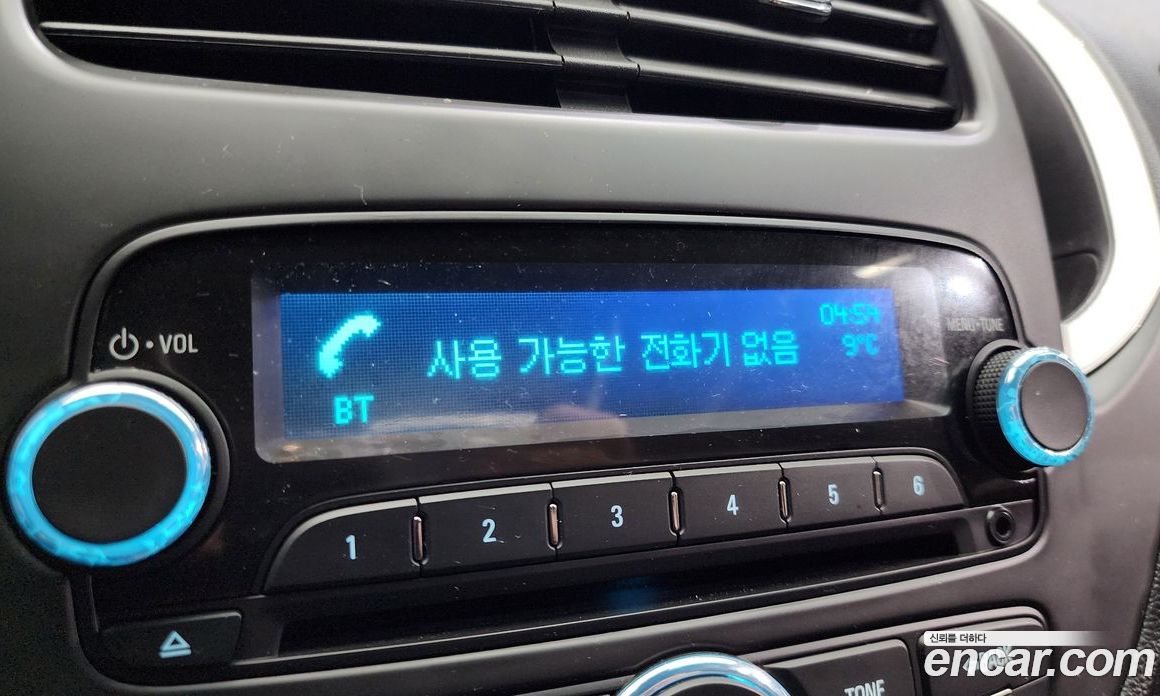 04:54
VOL
사용 가능한 전화기 없음
9°C
MENU•TONE
BT
1 2 3 4 5 6
신뢰를 더하다
encar.com
TONE